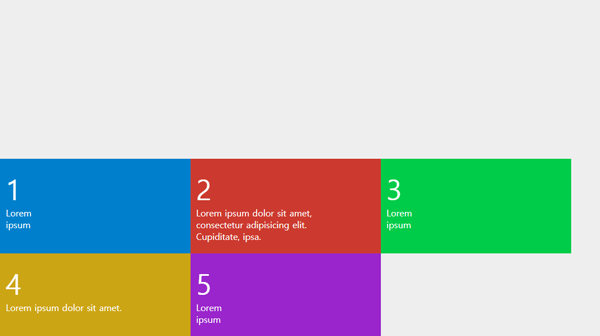 1
Lorem
ipsum
2
Lorem ipsum dolor sit amet,
consectetur adipisicing elit.
Cupiditate, ipsa.
3
Lorem
ipsum
4
Lorem ipsum dolor sit amet.
5
Lorem
ipsum